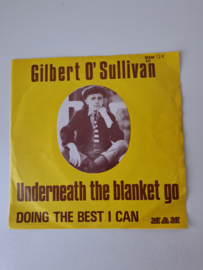 Gilbert O'Sullivan
Underneath the blanket go
DOING THE BEST I CAN
MAM